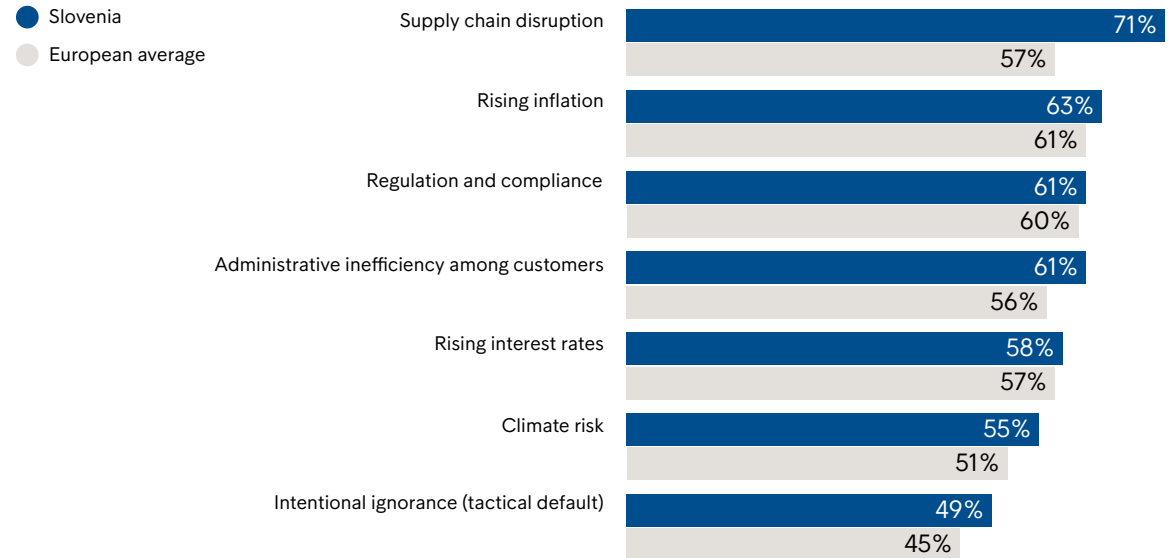 Slovenia
European average
Supply chain disruption
71%
57%
Rising inflation
63%
61%
Regulation and compliance
61%
60%
Administrative inefficiency among customers
61%
56%
Rising interest rates
58%
57%
Climate risk
55%
51%
Intentional ignorance (tactical default)
49%
45%